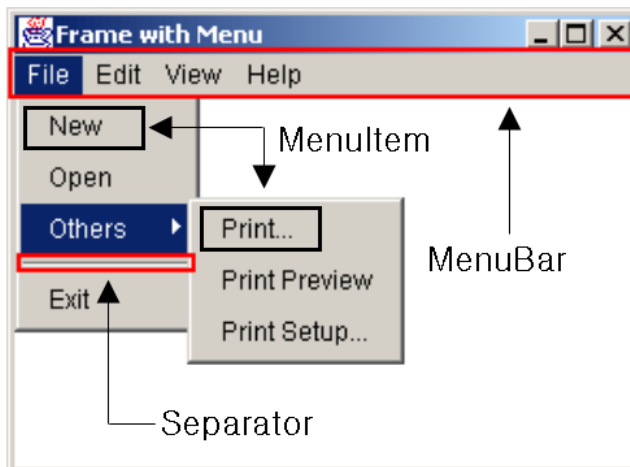 Frame with Menu
File Edit View Help
New
MenuItem
Open
Others
Print...
MenuBar
Print Preview
Exit
Print Setup...
Separator